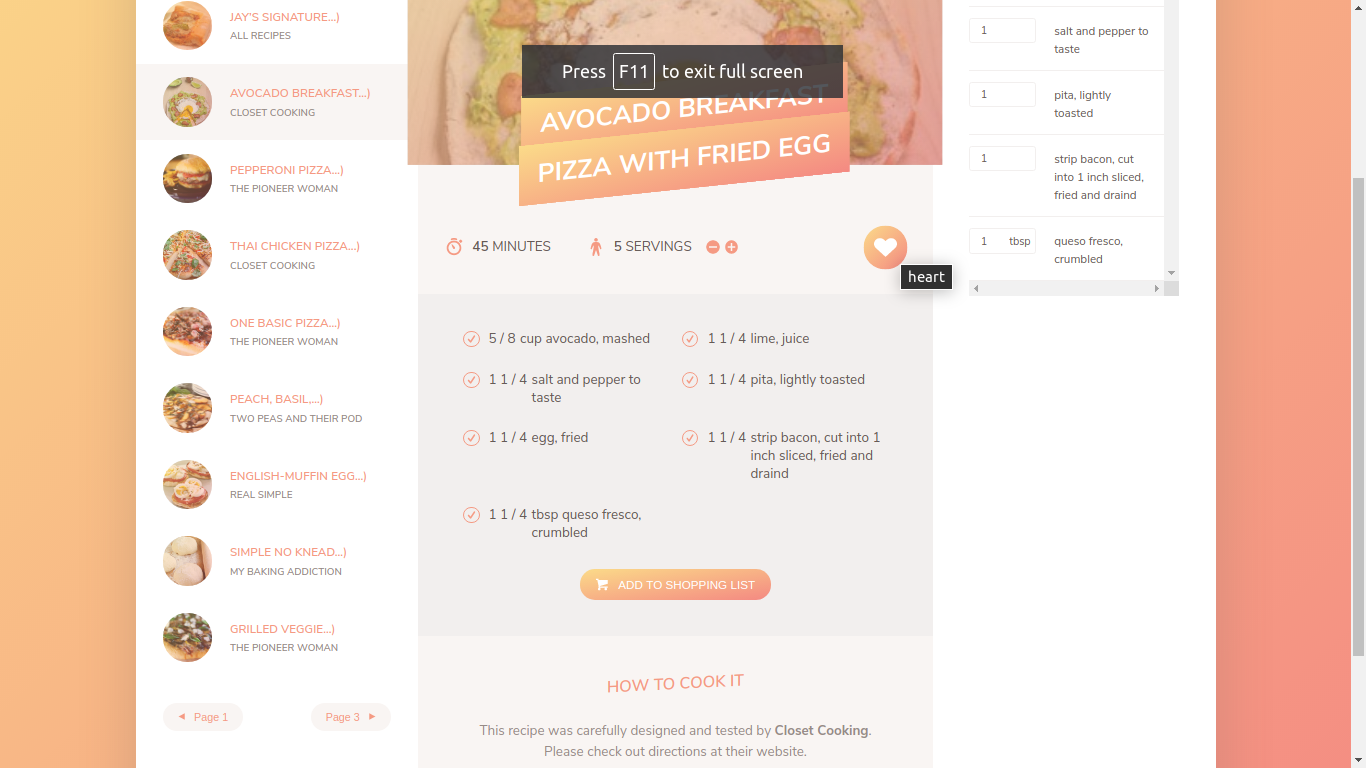 JAY'S SIGNATURE...)
ALL RECIPES
AVOCADO BREAKFAST...)
CLOSET COOKING
PEPPERONI PIZZA...)
THE PIONEER WOMAN
THAI CHICKEN PIZZA...)
CLOSET COOKING
ONE BASIC PIZZA...)
THE PIONEER WOMAN
PEACH, BASIL,...)
TWO PEAS AND THEIR POD
ENGLISH-MUFFIN EGG...)
REAL SIMPLE
SIMPLE NO KNEAD...)
MY BAKING ADDICTION
GRILLED VEGGIE...)
THE PIONEER WOMAN
Page 1
Page 3
Press F11 to exit full screen
AVOCADO BREAKFAST
PIZZA WITH FRIED EGG
45 MINUTES
5 SERVINGS
heart
5 / 8 cup avocado, mashed
1 1 / 4 lime, juice
1 1 / 4 salt and pepper to
taste
1 1 / 4 pita, lightly toasted
1 1 / 4 egg, fried
1 1 / 4 strip bacon, cut into 1
inch sliced, fried and
draind
1 1 / 4 tbsp queso fresco,
crumbled
ADD TO SHOPPING LIST
HOW TO COOK IT
This recipe was carefully designed and tested by Closet Cooking.
Please check out directions at their website.
1 salt and pepper to
taste
1 pita, lightly
toasted
1 strip bacon, cut
into 1 inch sliced,
fried and draind
1 tbsp queso fresco,
crumbled